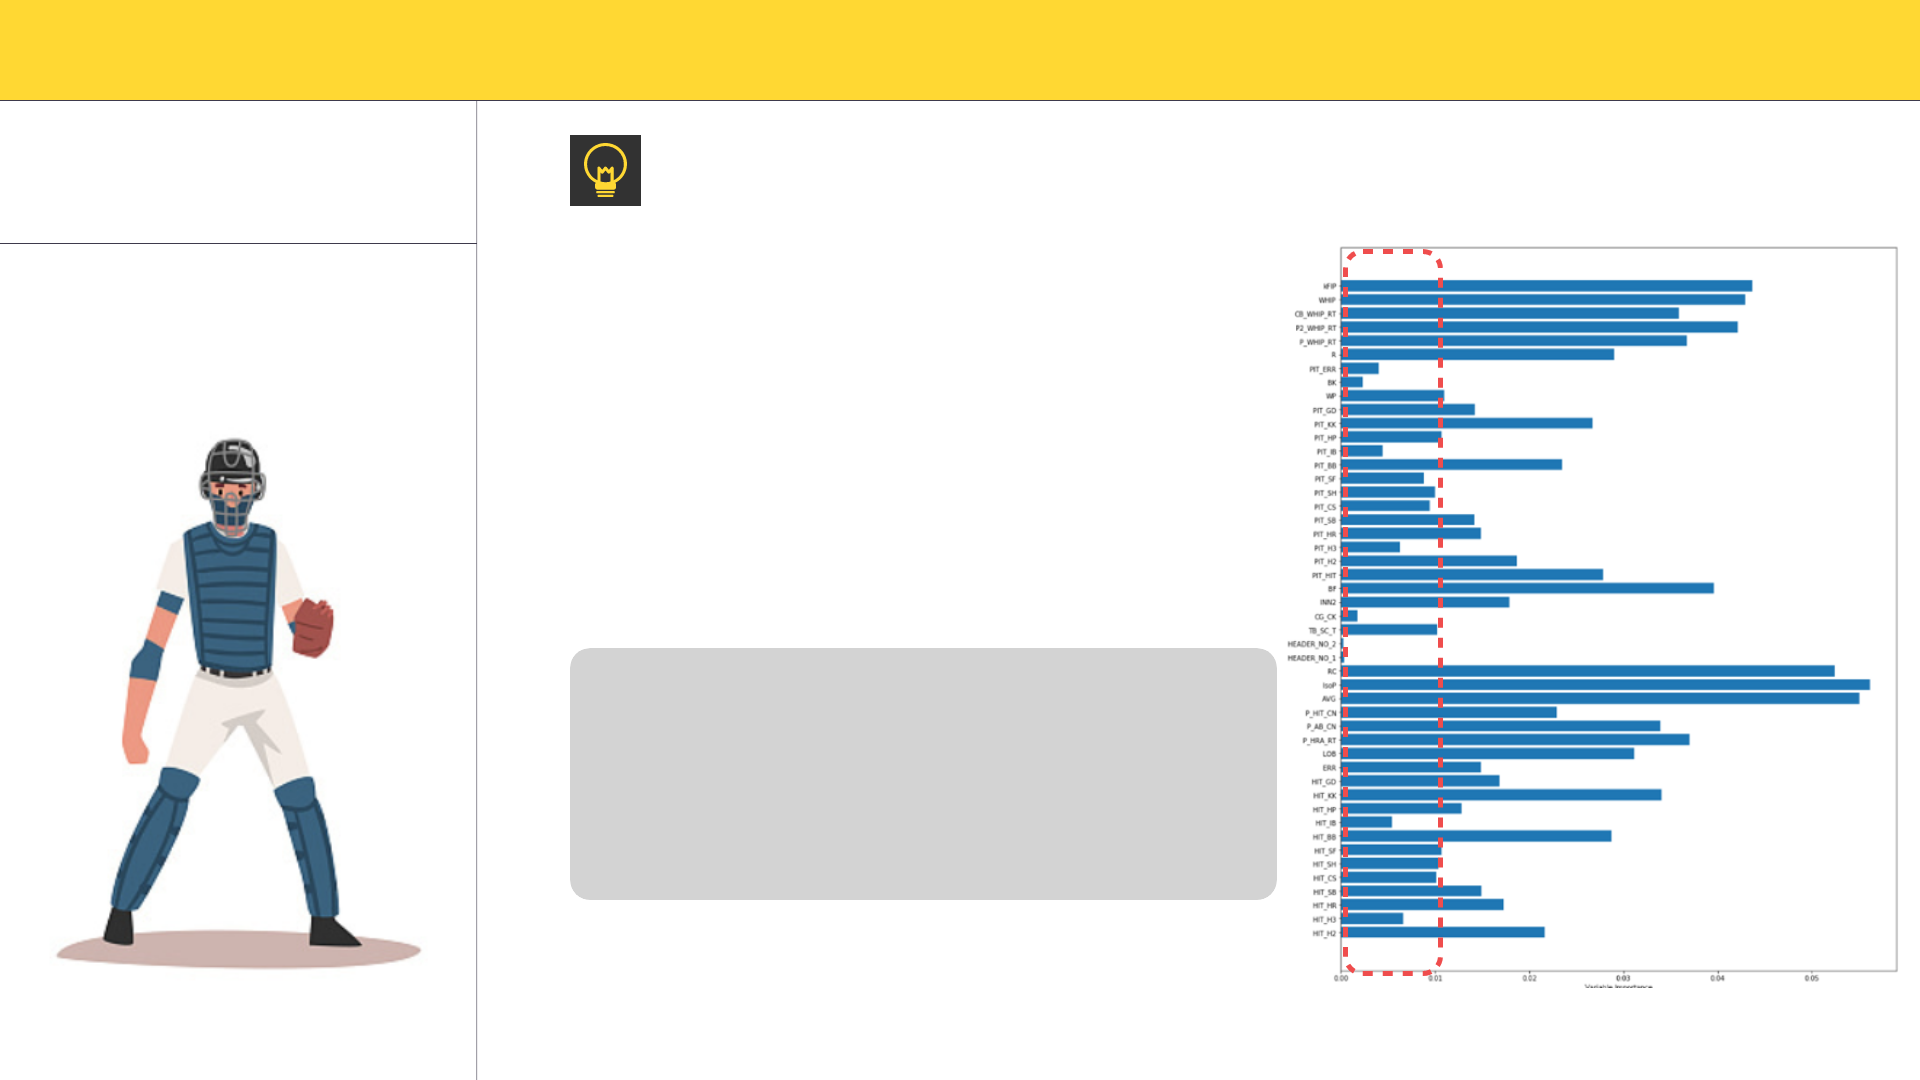 kFIP
WHIP
CB_WHIP_RT
P2_WHIP_RT
P_WHIP_RT
R
PIT_ERR
BK
WP
PIT_GD
PIT_KK
PIT_HP
PIT_IB
PIT_BB
PIT_SF
PIT_SH
PIT_CS
PIT_SB
PIT_HR
PIT_H3
PIT_H2
PIT_HIT
BF
INN2
CG_CK
TB_SC_T
HEADER_NO_2
HEADER_NO_1
RC
IsoP
AVG
P_HIT_CN
P_AB_CN
P_HRA_RT
LOB
ERR
HIT_GD
HIT_KK
HIT_HP
HIT_IB
HIT_BB
HIT_SF
HIT_SH
HIT_CS
HIT_SB
HIT_HR
HIT_H3
HIT_H2
0.00 0.01 0.02 0.03 0.04 0.05
Variable Importance